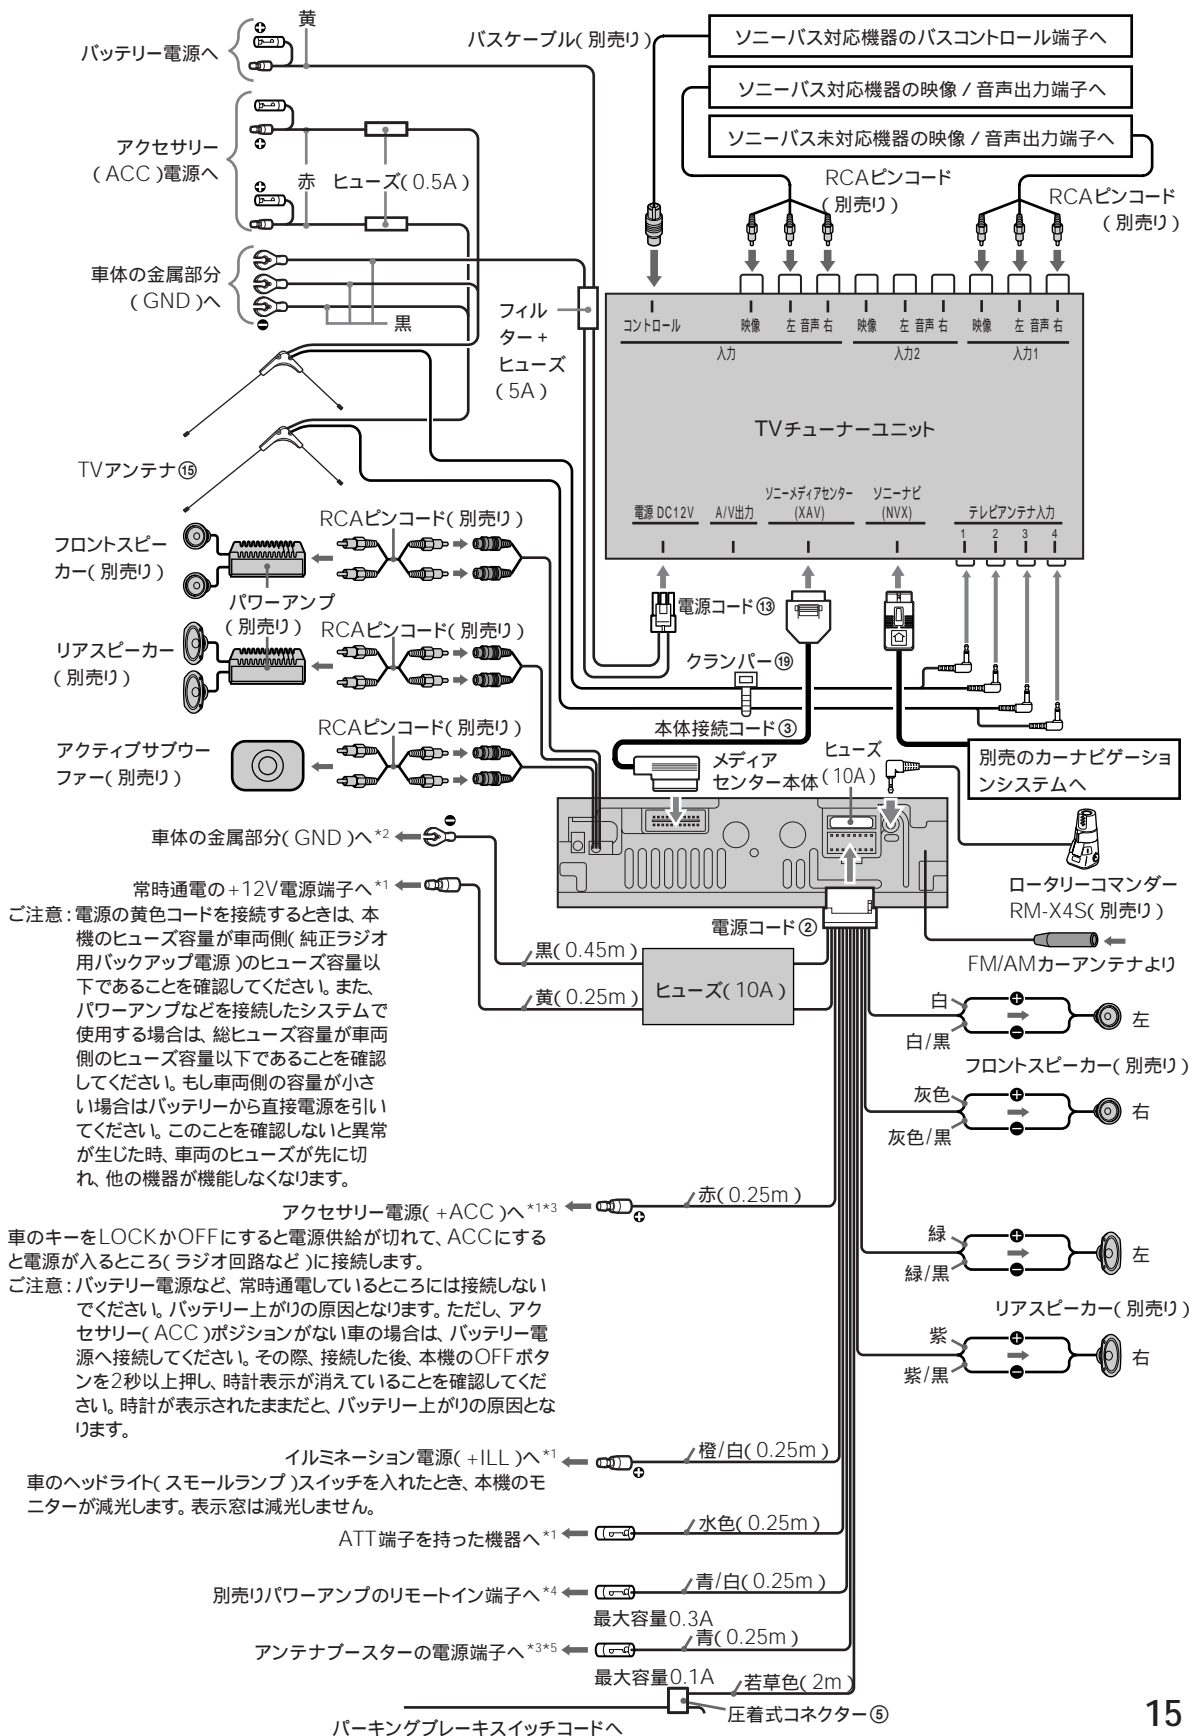 黄
バッテリー電源へ
アクセサリー
(ACC)電源へ
赤
ヒューズ(0.5A)
車体の金属部分
(GND)へ
黒
フィル
ター+
ヒューズ
(5A)
TVアンテナ⑮
バスケーブル(別売り)
ソニーバス対応機器のバスコントロール端子へ
ソニーバス対応機器の映像/音声出力端子へ
ソニーバス未対応機器の映像/音声出力端子へ
RCAピンコード
(別売り)
RCAピンコード
(別売り)
コントロール
映像 左 音声 右
映像 左 音声 右
映像 左 音声 右
入力
入力2
入力1
TVチューナーユニット
電源 DC12V
A/V出力
ソニーメディアセンター
(XAV)
ソニーナビ
(NVX)
テレビアンテナ入力
1 2 3 4
RCAピンコード(別売り)
フロントスピー
カー(別売り)
パワーアンプ
(別売り)
RCAピンコード(別売り)
リアスピーカー
(別売り)
RCAピンコード(別売り)
アクティブサブウー
ファー(別売り)
電源コード⑬
クランパー⑲
本体接続コード③
メディア
センター本体
ヒューズ
(10A)
別売のカーナビゲーショ
ンシステムへ
ロータリーコマンダー
RM-X4S(別売り)
FM/AMカーアンテナより
車体の金属部分(GND)へ*2
常時通電の+12V電源端子へ*1
ご注意:電源の黄色コードを接続するときは、本
機のヒューズ容量が車両側(純正ラジオ
用バックアップ電源)のヒューズ容量以
下であることを確認してください。また、
パワーアンプなどを接続したシステムで
使用する場合は、総ヒューズ容量が車両
側のヒューズ容量以下であることを確認
してください。もし車両側の容量が小さ
い場合はバッテリーから直接電源を引い
てください。このことを確認しないと異常
が生じた時、車両のヒューズが先に切
れ、他の機器が機能しなくなります。
電源コード②
黒(0.45m)
黄(0.25m)
ヒューズ(10A)
白
白/黒
左
フロントスピーカー(別売り)
灰色
灰色/黒
右
アクセサリー電源(+ACC)へ*1*3
赤(0.25m)
車のキーをLOCKかOFFにすると電源供給が切れて、ACCにする
と電源が入るところ(ラジオ回路など)に接続します。
ご注意:バッテリー電源など、常時通電しているところには接続しない
でください。バッテリー上がりの原因となります。ただし、アク
セサリー(ACC)ポジションがない車の場合は、バッテリー電
源へ接続してください。その際、接続した後、本機のOFFボタ
ンを2秒以上押し、時計表示が消えていることを確認してくだ
さい。時計が表示されたままだと、バッテリー上がりの原因とな
ります。
緑
緑/黒
左
リアスピーカー(別売り)
紫
紫/黒
右
イルミネーション電源(+ILL)へ*1
橙/白(0.25m)
車のヘッドライト(スモールランプ)スイッチを入れたとき、本機のモ
ニターが減光します。表示窓は減光しません。
ATT端子を持った機器へ*1
水色(0.25m)
別売りパワーアンプのリモートイン端子へ*4
青/白(0.25m)
最大容量0.3A
アンテナブースターの電源端子へ*3*5
青(0.25m)
最大容量0.1A
若草色(2m)
圧着式コネクター⑤
パーキングブレーキスイッチコードへ
15